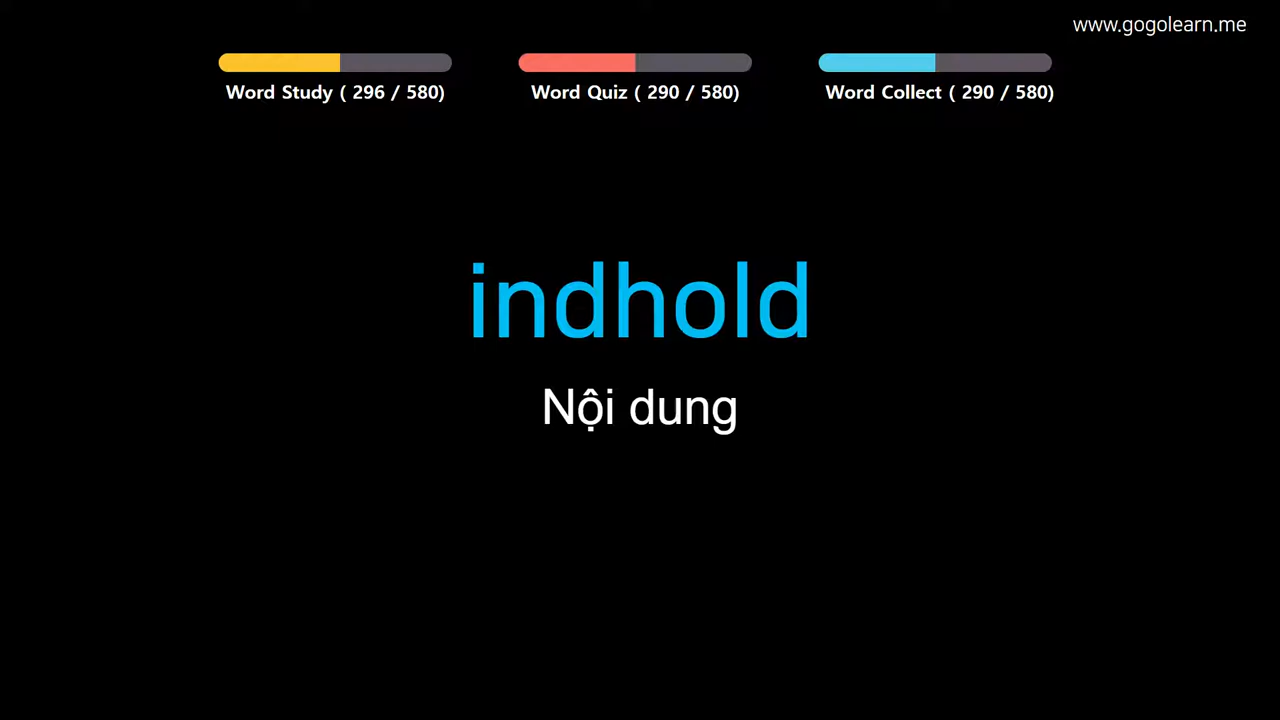 www.gogolearn.me
Word Study ( 296 / 580)
Word Quiz ( 290 / 580)
Word Collect ( 290 / 580)
indhold
Nội dung